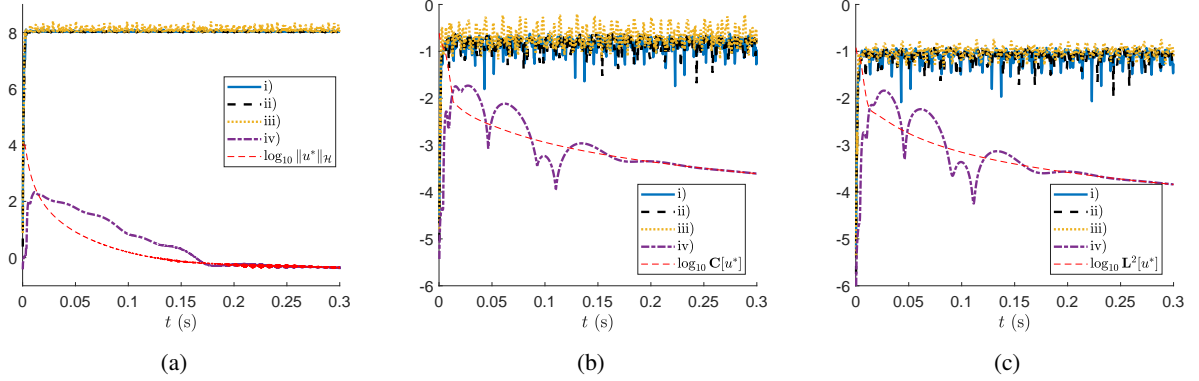 8
6
4
2
0
0 0.05 0.1 0.15 0.2 0.25 0.3
t (s)
i)
ii)
iii)
iv)
log₁₀ ‖u*‖_ℋ
(a)
0
-1
-2
-3
-4
-5
-6
0 0.05 0.1 0.15 0.2 0.25 0.3
t (s)
i)
ii)
iii)
iv)
log₁₀ C[u*]
(b)
0
-1
-2
-3
-4
-5
-6
0 0.05 0.1 0.15 0.2 0.25 0.3
t (s)
i)
ii)
iii)
iv)
log₁₀ L²[u*]
(c)